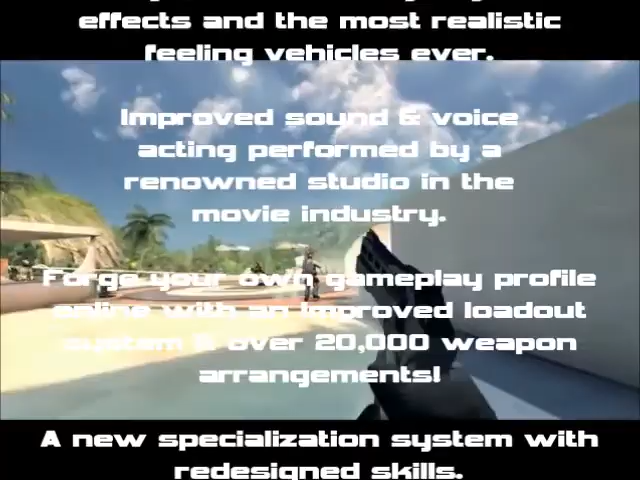 effects and the most realistic
feeling vehicles ever.
Improved sound & voice
acting performed by a
renowned studio in the
movie industry.
Forge your own gameplay profile
online with an improved loadout
system & over 20,000 weapon
arrangements!
A new specialization system with
redesigned skills.